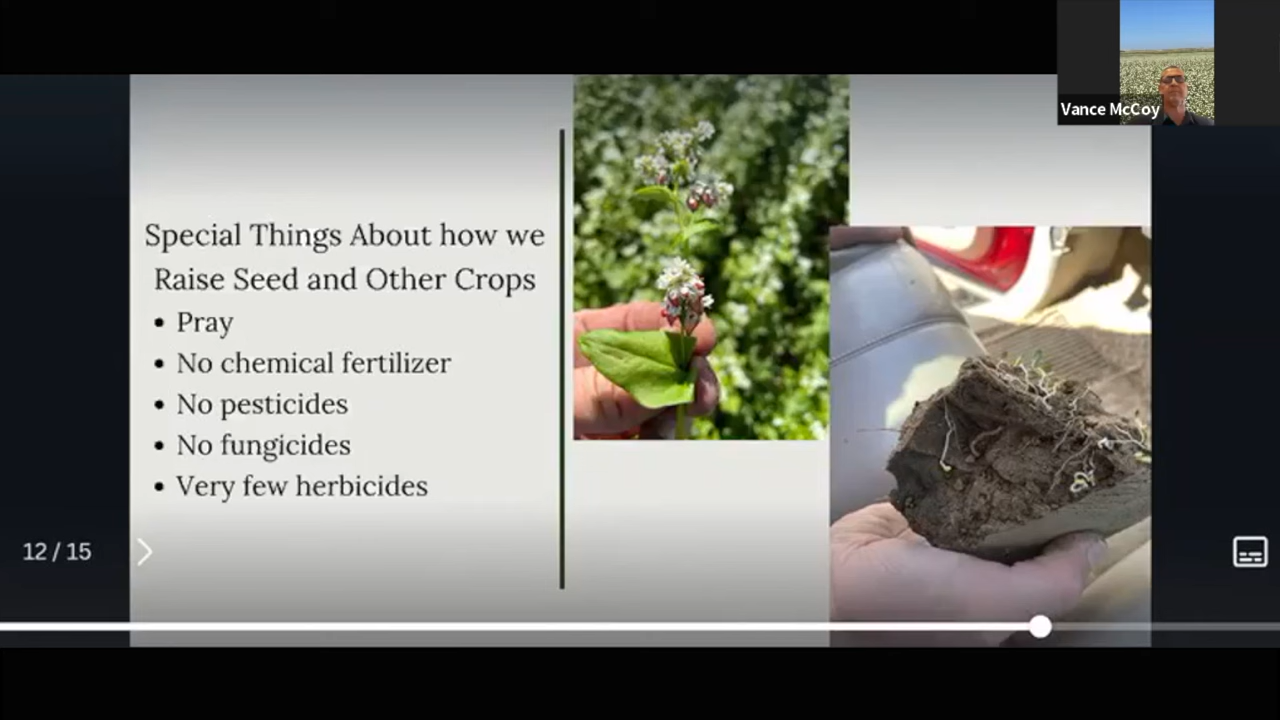 Vance McCoy
Special Things About how we
Raise Seed and Other Crops
• Pray
• No chemical fertilizer
• No pesticides
• No fungicides
• Very few herbicides
12 / 15